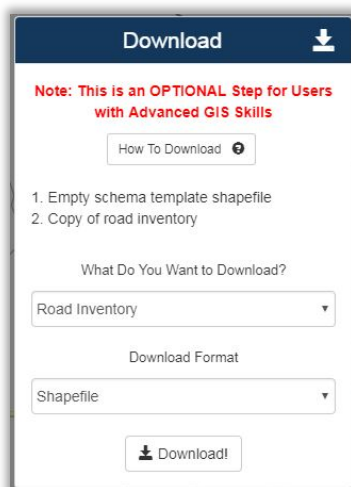 Download
Note: This is an OPTIONAL Step for Users
with Advanced GIS Skills
How To Download
1. Empty schema template shapefile
2. Copy of road inventory
What Do You Want to Download?
Road Inventory
Download Format
Shapefile
Download!